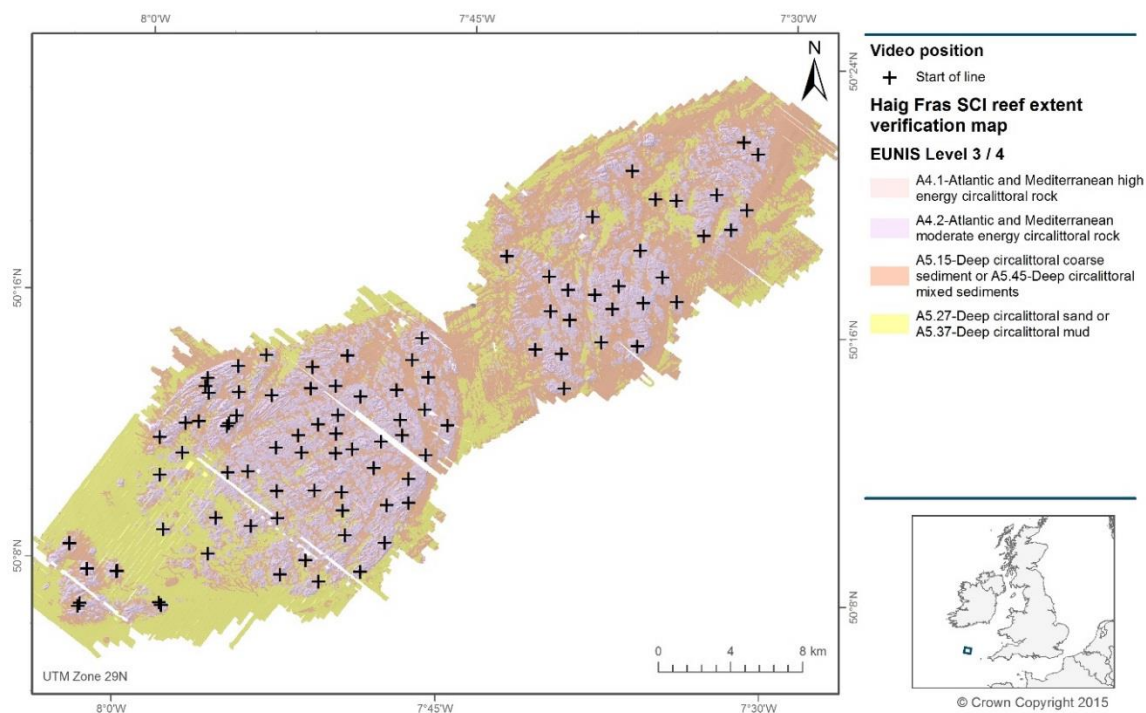 8°0'W
7°45'W
7°30'W
N
50°24'N
50°16'N
50°16'N
50°8'N
50°8'N
0 4 8 km
UTM Zone 29N
8°0'W
7°45'W
7°30'W
Video position
Start of line
Haig Fras SCI reef extent
verification map
EUNIS Level 3 / 4
A4.1-Atlantic and Mediterranean high
energy circalittoral rock
A4.2-Atlantic and Mediterranean
moderate energy circalittoral rock
A5.15-Deep circalittoral coarse
sediment or A5.45-Deep circalittoral
mixed sediments
A5.27-Deep circalittoral sand or
A5.37-Deep circalittoral mud
© Crown Copyright 2015